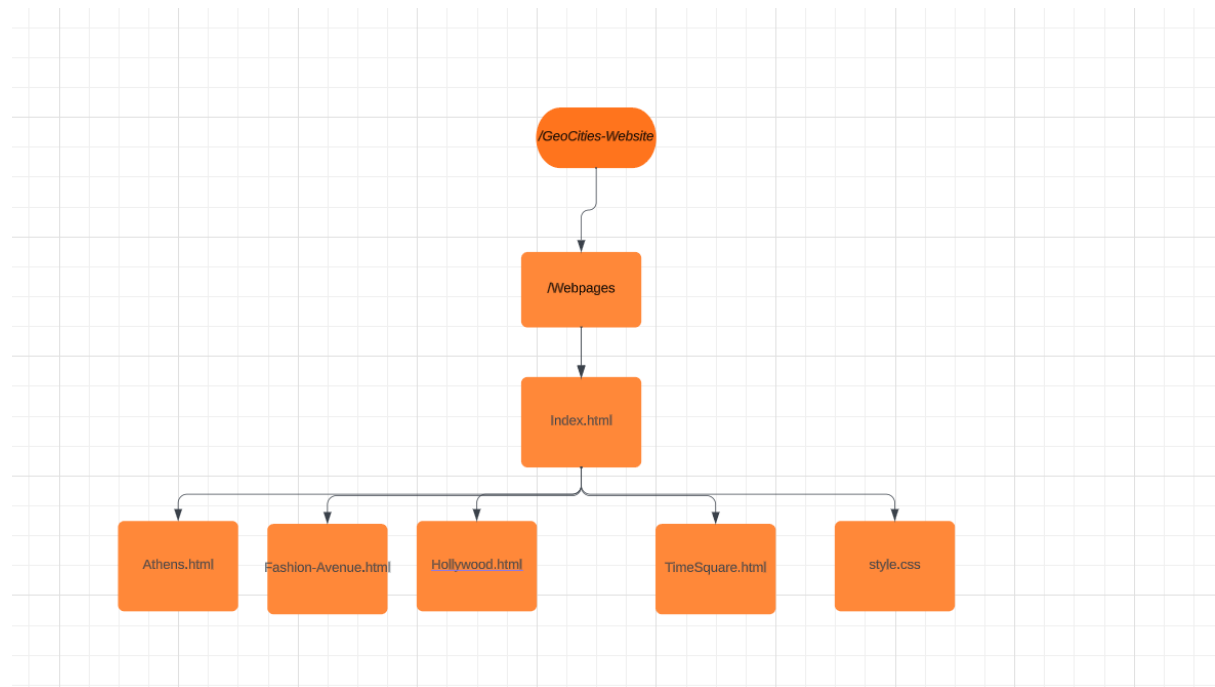 /GeoCities-Website
/Webpages
Index.html
Athens.html
Fashion-Avenue.html
Hollywood.html
TimeSquare.html
style.css